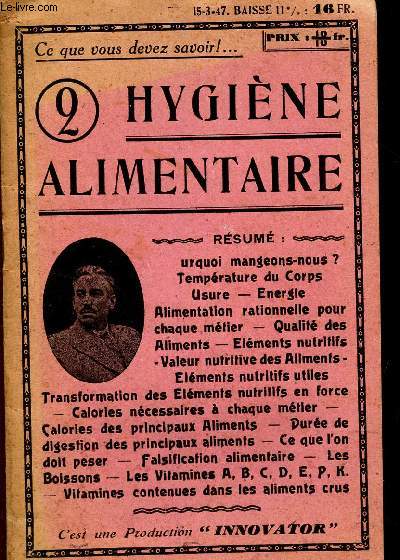 www.le-livre.com
15-3-47. BAISSE 11 %. : 16 FR.
Ce que vous devez savoir !...
PRIX : 18 fr.
2 HYGIÈNE
ALIMENTAIRE
RÉSUMÉ :
urquoi mangeons-nous ?
Température du Corps
Usure — Energie
Alimentation rationnelle pour
chaque métier — Qualité des
Aliments — Eléments nutritifs
- Valeur nutritive des Aliments -
Eléments nutritifs utiles
Transformation des Eléments nutritifs en force
— Calories nécessaires à chaque métier —
Calories des principaux Aliments — Durée de
digestion des principaux aliments — Ce que l'on
doit peser — Falsification alimentaire — Les
Boissons — Les Vitamines A, B, C, D, E, P, K.
— Vitamines contenues dans les aliments crus
C'est une Production "INNOVATOR"